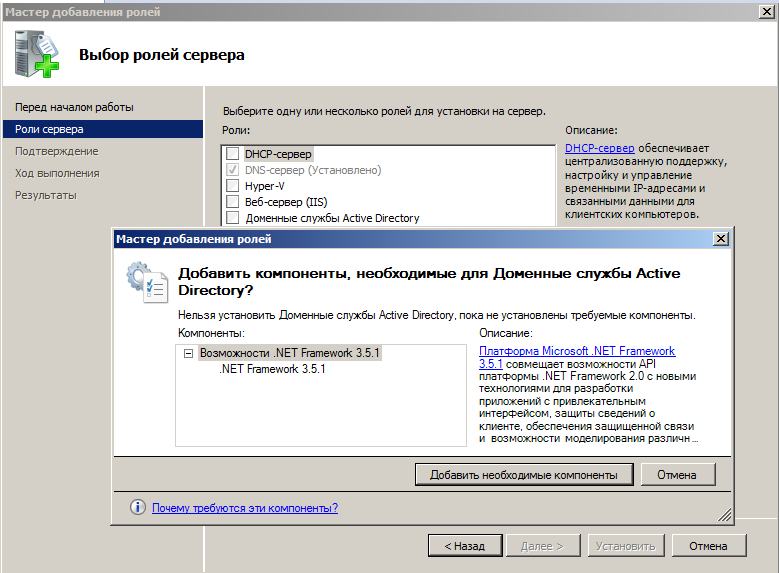 Мастер добавления ролей
Выбор ролей сервера
Перед началом работы
Роли сервера
Подтверждение
Ход выполнения
Результаты
Выберите одну или несколько ролей для установки на сервер.
Роли:
DHCP-сервер
DNS-сервер (Установлено)
Hyper-V
Веб-сервер (IIS)
Доменные службы Active Directory
Описание:
DHCP-сервер обеспечивает
централизованную поддержку,
настройку и управление
временными IP-адресами и
связанными данными для
клиентских компьютеров.
Мастер добавления ролей
Добавить компоненты, необходимые для Доменные службы Active
Directory?
Нельзя установить Доменные службы Active Directory, пока не установлены требуемые компоненты.
Компоненты:
Возможности .NET Framework 3.5.1
.NET Framework 3.5.1
Описание:
Платформа Microsoft .NET Framework
3.5.1 совмещает возможности API
платформы .NET Framework 2.0 с новыми
технологиями для разработки
приложений с привлекательным
интерфейсом, защиты сведений о
клиенте, обеспечения защищенной связи
и возможности моделирования различн...
Добавить необходимые компоненты
Отмена
Почему требуются эти компоненты?
< Назад
Далее >
Установить
Отмена